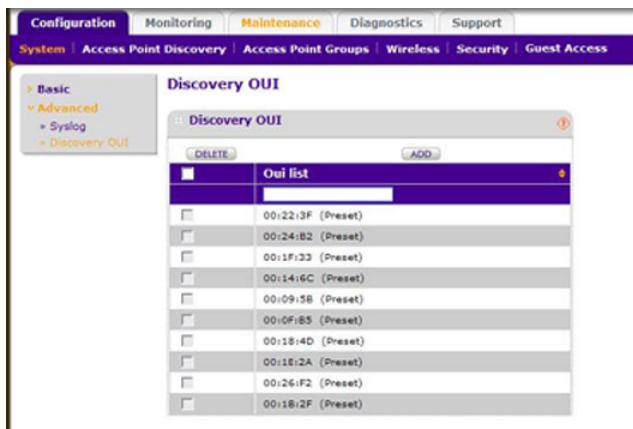 Configuration Monitoring Maintenance Diagnostics Support
System Access Point Discovery Access Point Groups Wireless Security Guest Access
Basic
Advanced
Syslog
Discovery OUI
Discovery OUI
Discovery OUI
DELETE ADD
Oui list
00:22:3F (Preset)
00:24:B2 (Preset)
00:1F:33 (Preset)
00:14:6C (Preset)
00:09:5B (Preset)
00:0F:B5 (Preset)
00:18:4D (Preset)
00:1E:2A (Preset)
00:26:F2 (Preset)
00:1B:2F (Preset)